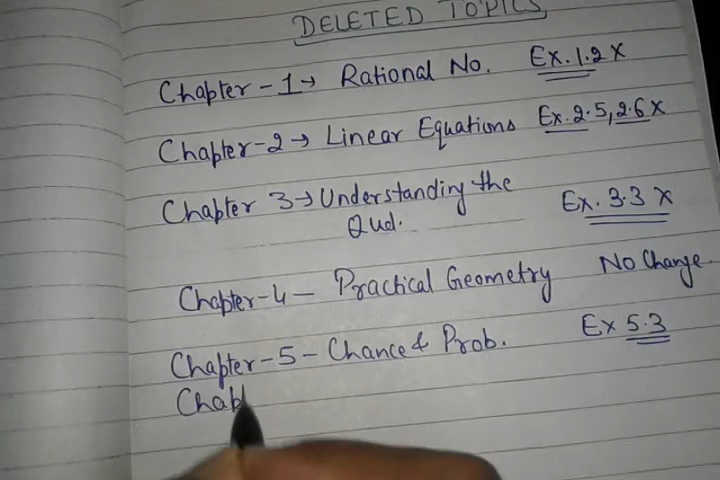 DELETED TOPICS
Chapter - 1 → Rational No. Ex. 1.2 x
Chapter - 2 → Linear Equations Ex. 2.5, 2.6 x
Chapter 3 → Understanding the Ex. 3.3 x
Qud.
Chapter - 4 — Practical Geometry No Change.
Chapter - 5 - Chance & Prob. Ex 5.3
Chap